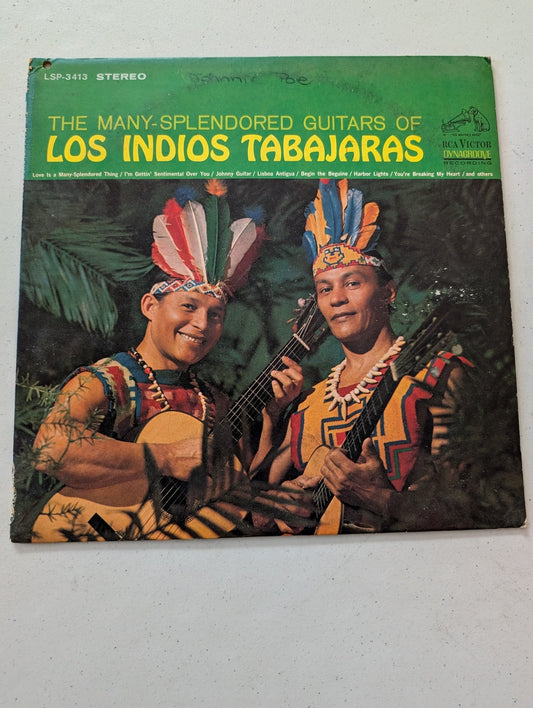 LSP-3413 STEREO
Johnnie Poe
THE MANY-SPLENDORED GUITARS OF
LOS INDIOS TABAJARAS
RCA VICTOR
DYNAGROOVE
RECORDING
Love Is a Many-Splendored Thing / I'm Gettin' Sentimental Over You / Johnny Guitar / Lisboa Antigua / Begin the Beguine / Harbor Lights / You're Breaking My Heart / and others